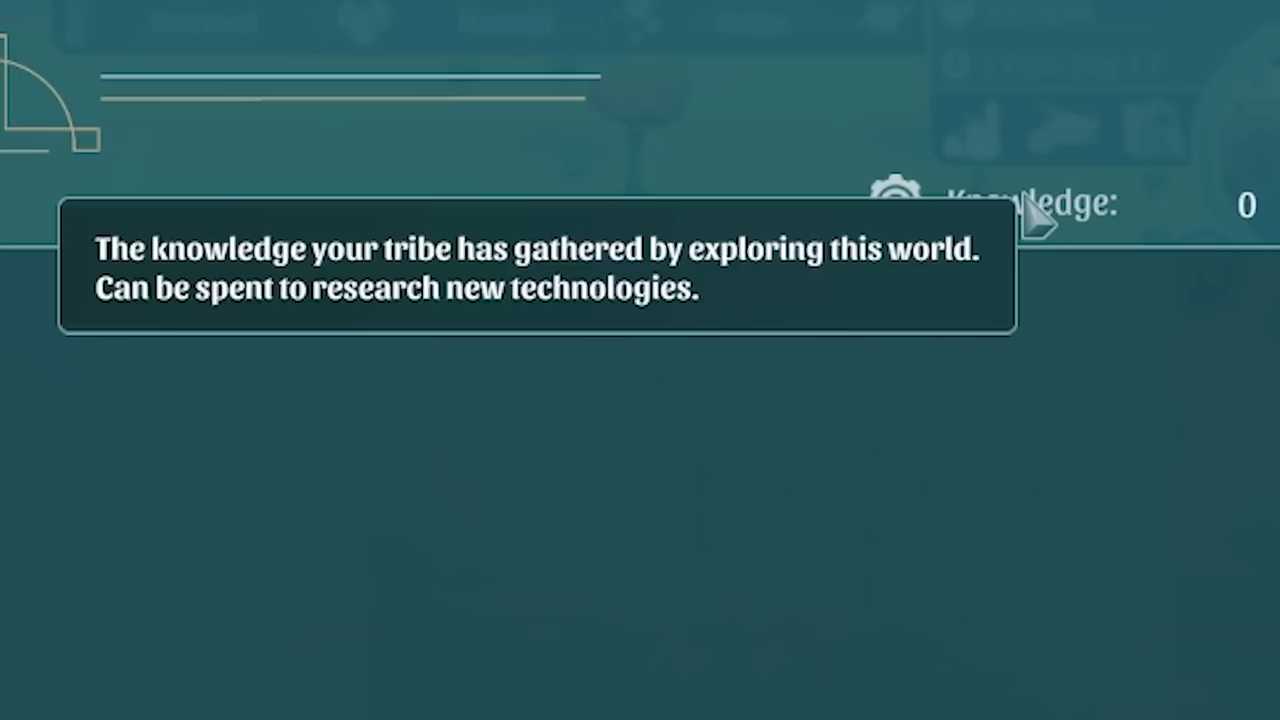 Knowledge: 0
The knowledge your tribe has gathered by exploring this world.
Can be spent to research new technologies.